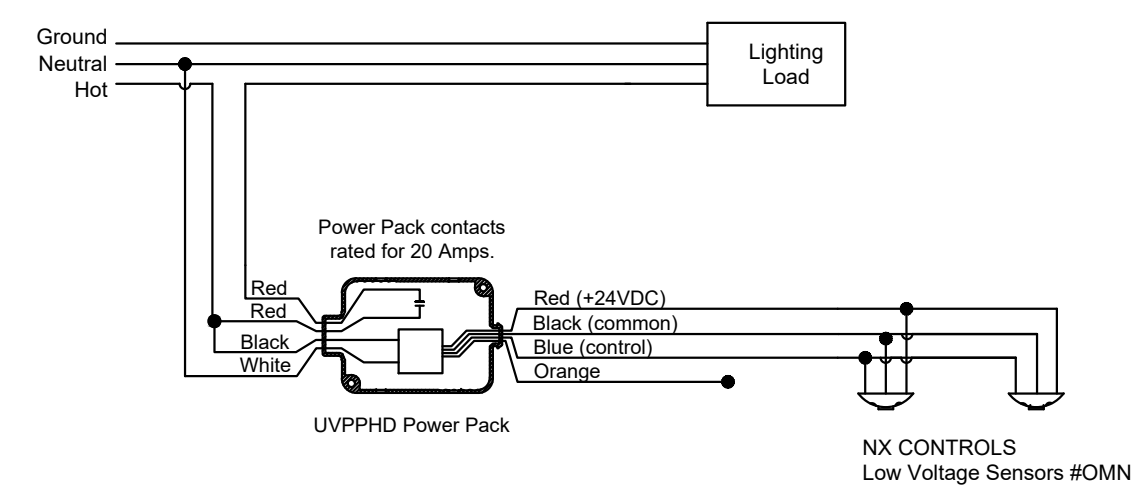 Ground
Neutral
Hot
Lighting
Load
Power Pack contacts
rated for 20 Amps.
Red
Red
Black
White
Red (+24VDC)
Black (common)
Blue (control)
Orange
UVPPHD Power Pack
NX CONTROLS
Low Voltage Sensors #OMN